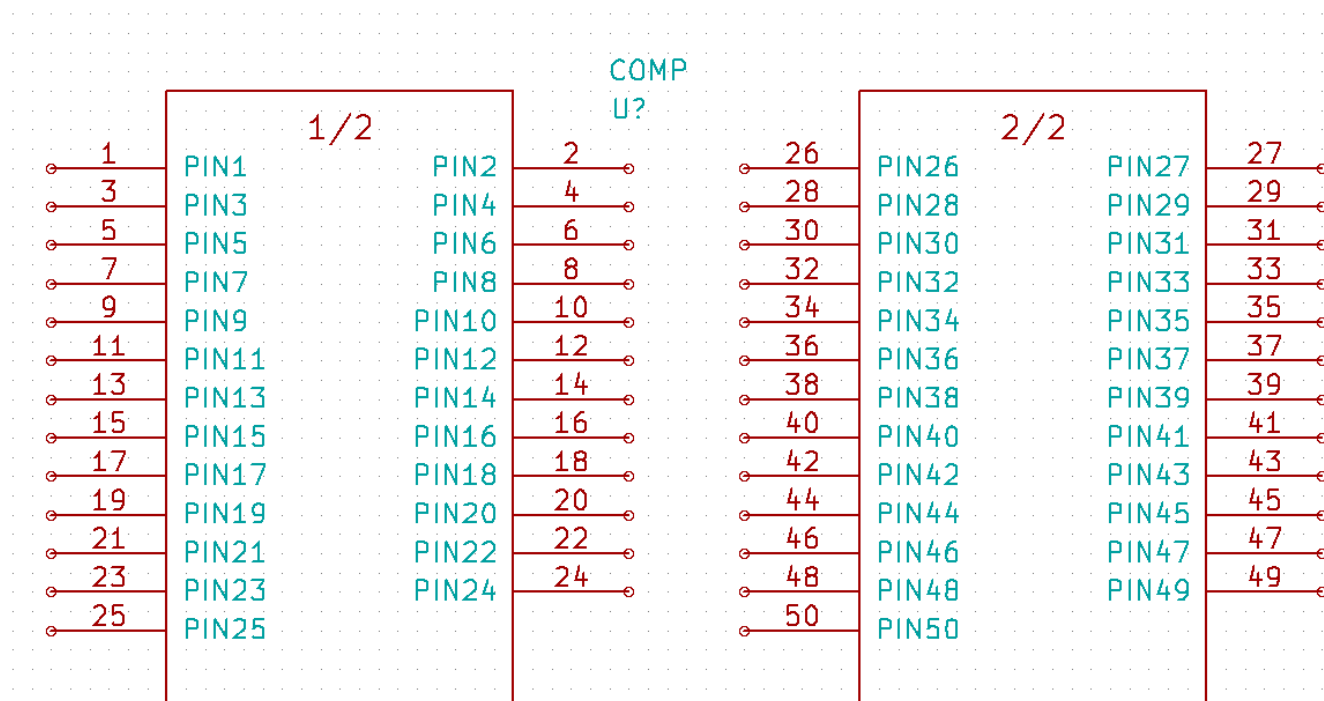 COMP
U?
1/2
1 PIN1 PIN2 2
3 PIN3 PIN4 4
5 PIN5 PIN6 6
7 PIN7 PIN8 8
9 PIN9 PIN10 10
11 PIN11 PIN12 12
13 PIN13 PIN14 14
15 PIN15 PIN16 16
17 PIN17 PIN18 18
19 PIN19 PIN20 20
21 PIN21 PIN22 22
23 PIN23 PIN24 24
25 PIN25
2/2
26 PIN26 PIN27 27
28 PIN28 PIN29 29
30 PIN30 PIN31 31
32 PIN32 PIN33 33
34 PIN34 PIN35 35
36 PIN36 PIN37 37
38 PIN38 PIN39 39
40 PIN40 PIN41 41
42 PIN42 PIN43 43
44 PIN44 PIN45 45
46 PIN46 PIN47 47
48 PIN48 PIN49 49
50 PIN50